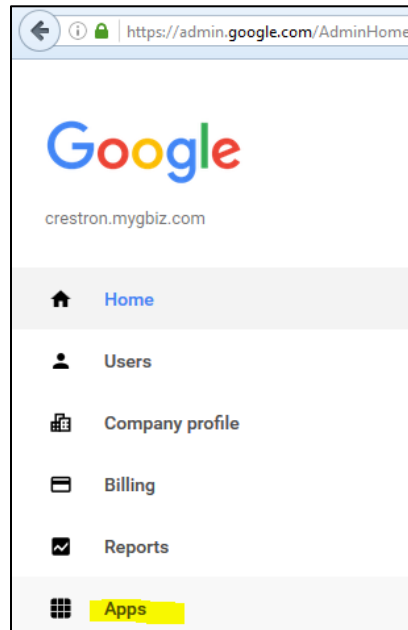 https://admin.google.com/AdminHome
Google
crestron.mygbiz.com
Home
Users
Company profile
Billing
Reports
Apps